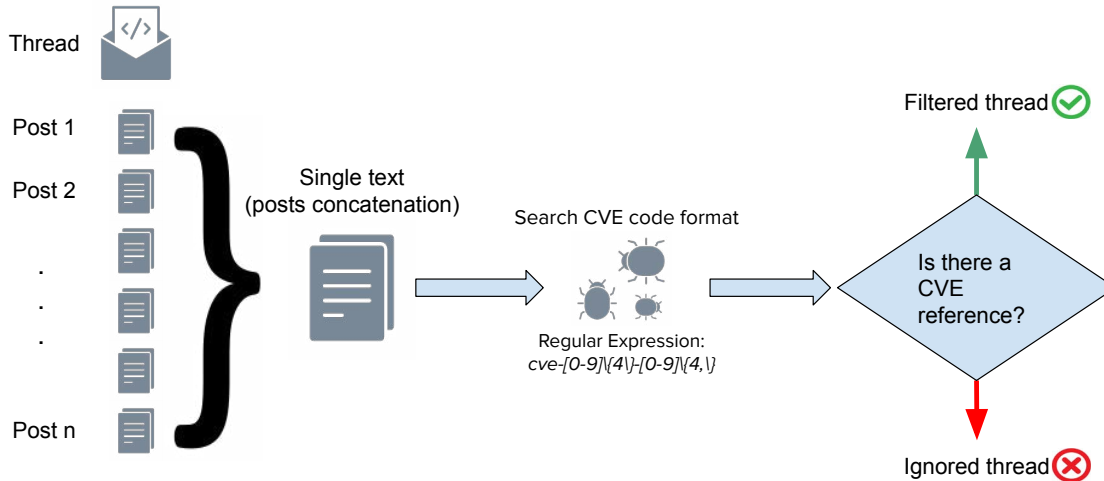 Thread
</>
Post 1
Post 2
.
.
.
Post n
Single text
(posts concatenation)
Search CVE code format
Regular Expression:
cve-[0-9]\{4\}-[0-9]\{4,\}
Is there a
CVE
reference?
Filtered thread
Ignored thread